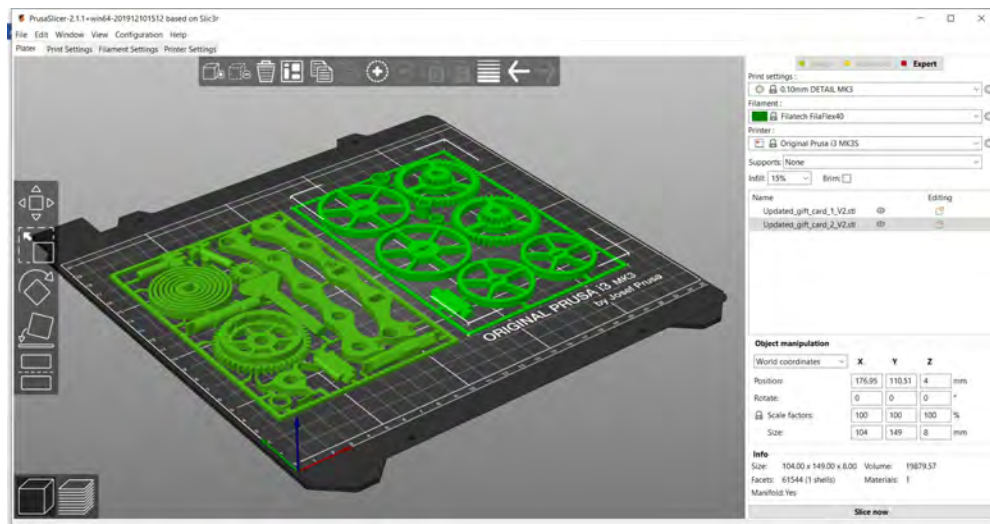 PrusaSlicer-2.1.1+win64-201912101512 based on Slic3r
File Edit Window View Configuration Help
Plater Print Settings Filament Settings Printer Settings
Expert
Print settings :
0.10mm DETAIL MK3
Filament :
Filatech FilaFlex40
Printer :
Original Prusa i3 MK3S
Supports: None
Infill: 15% Brim:
Name Editing
Updated_gift_card_1_V2.stl
Updated_gift_card_2_V2.stl
ORIGINAL PRUSA i3 MK3
by Josef Prusa
Object manipulation
World coordinates X Y Z
Position: 176.95 110.51 4 mm
Rotate: 0 0 0 °
Scale factors: 100 100 100 %
Size: 104 149 8 mm
Info
Size: 104.00 x 149.00 x 8.00 Volume: 19879.57
Facets: 61544 (1 shells) Materials: 1
Manifold: Yes
Slice now